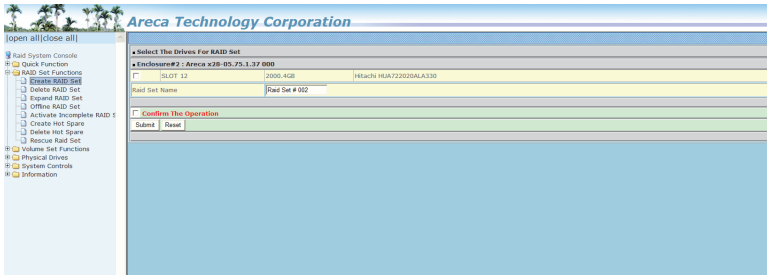 Areca Technology Corporation
|open all|close all|
Raid System Console
Quick Function
RAID Set Functions
Create RAID Set
Delete RAID Set
Expand RAID Set
Offline RAID Set
Activate Incomplete RAID S
Create Hot Spare
Delete Hot Spare
Rescue Raid Set
Volume Set Functions
Physical Drives
System Controls
Information
Select The Drives For RAID Set
Enclosure#2 : Areca x28-05.75.1.37 000
SLOT 12 2000.4GB Hitachi HUA722020ALA330
Raid Set Name Raid Set # 002
Confirm The Operation
Submit Reset